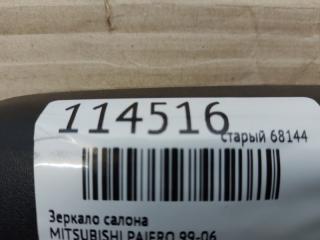 114516
старый 68144
Зеркало салона
MITSUBISHI PAJERO 99-06